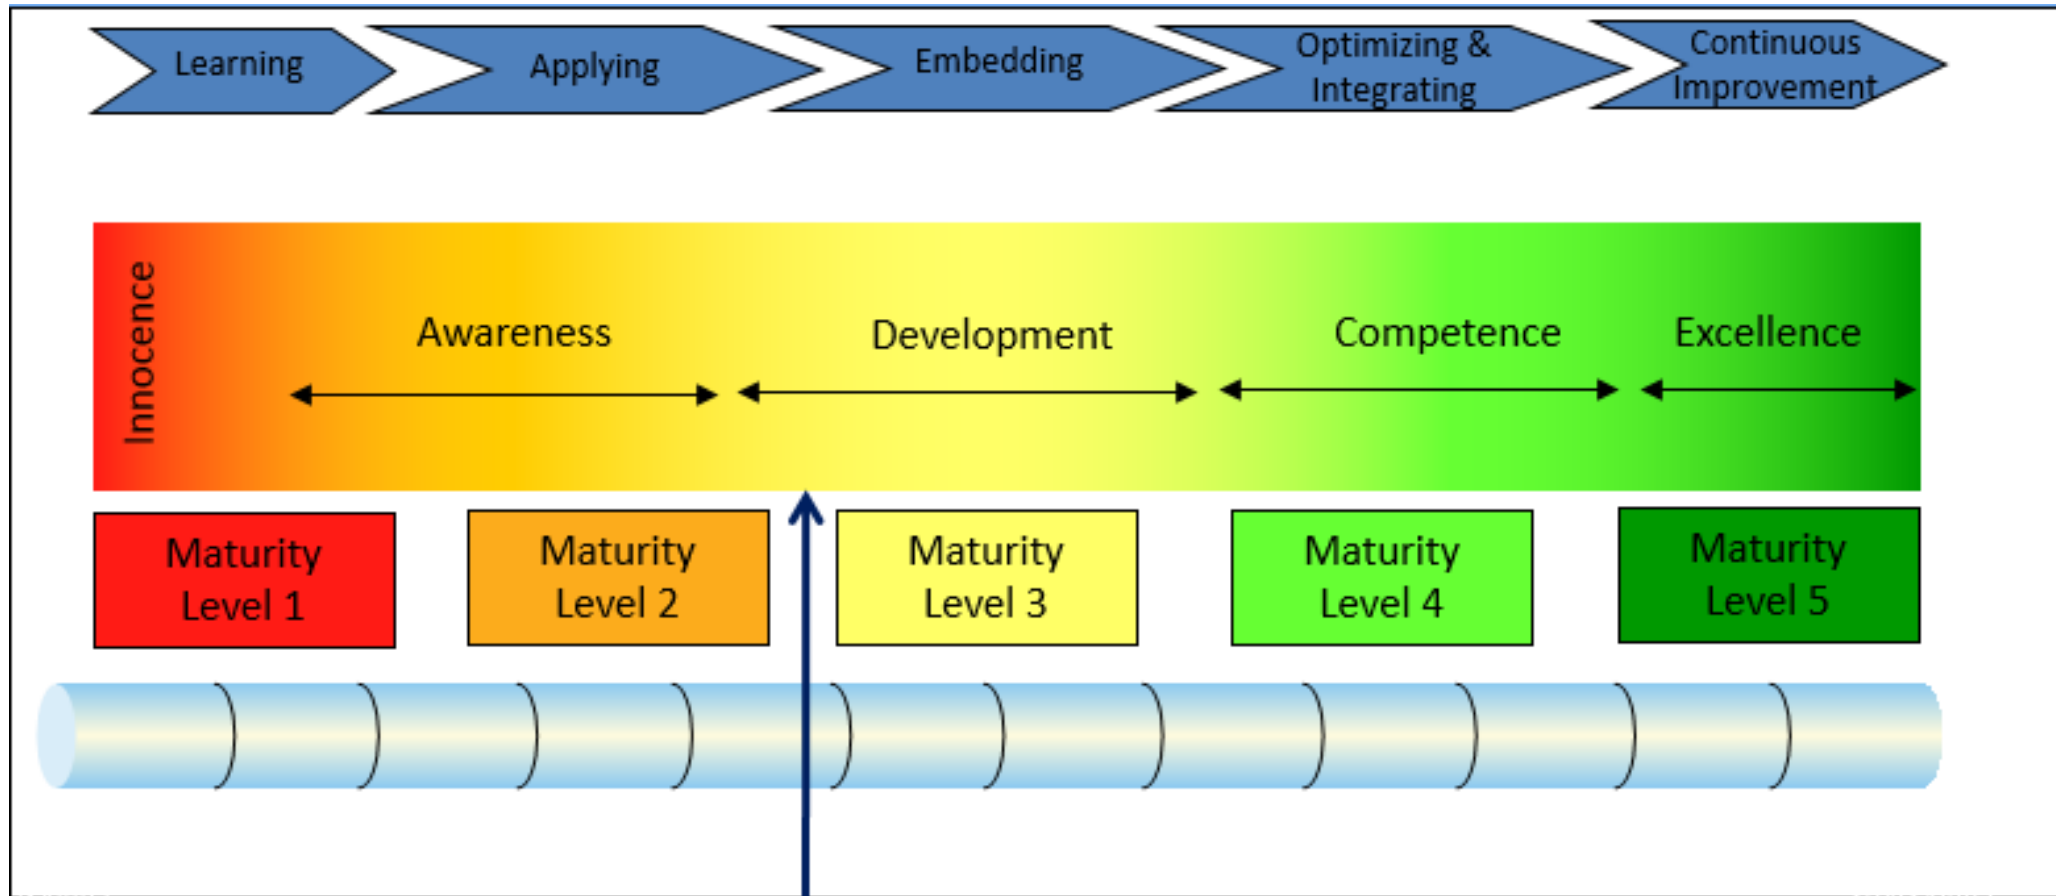 Learning
Applying
Embedding
Optimizing &
Integrating
Continuous
Improvement
Innocence
Awareness
Development
Competence
Excellence
Maturity
Level 1
Maturity
Level 2
Maturity
Level 3
Maturity
Level 4
Maturity
Level 5